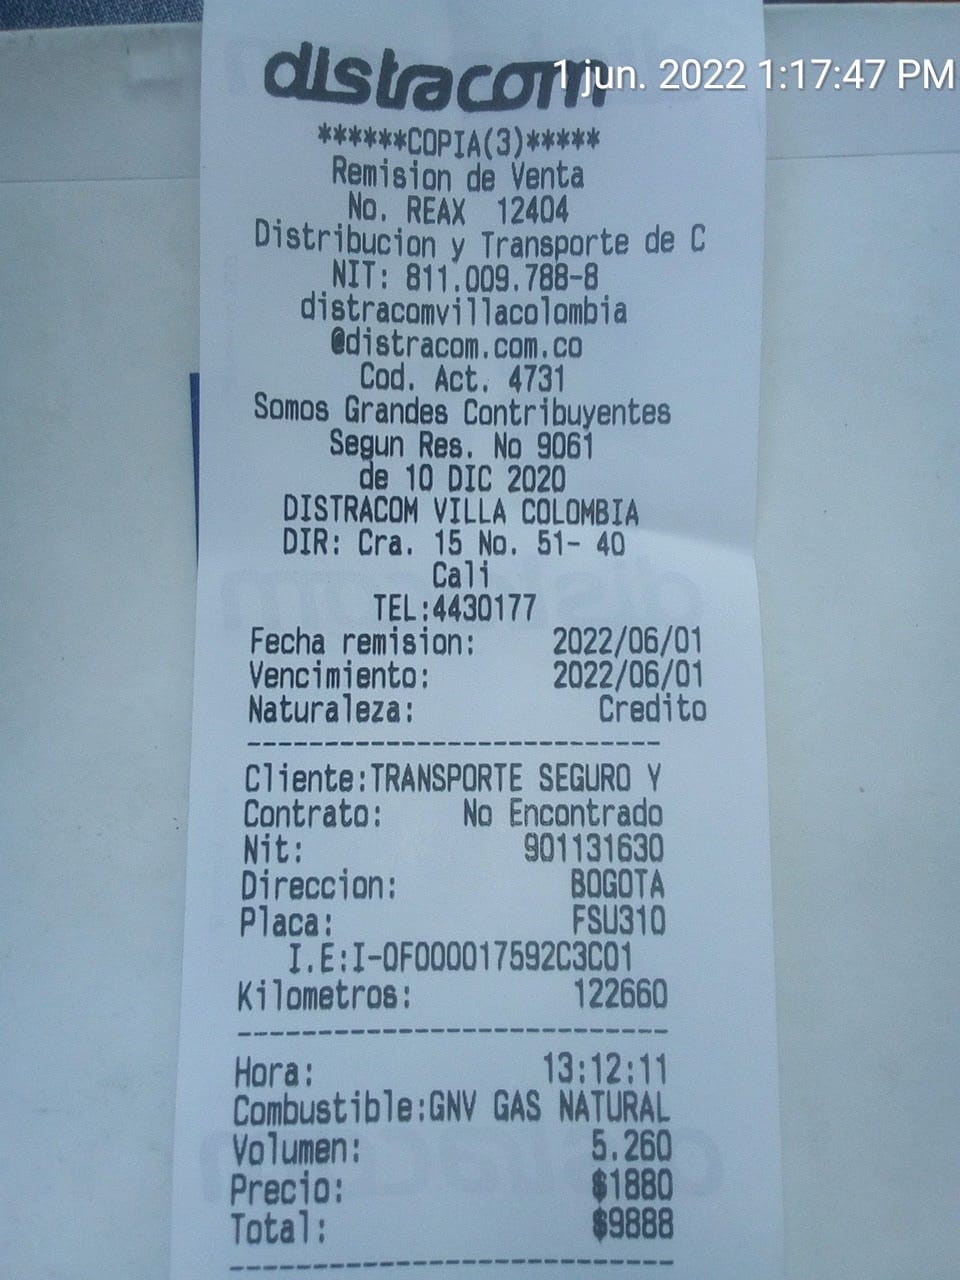 distracom
1 jun. 2022 1:17:47 PM
******COPIA(3)*****
Remision de Venta
No. REAX 12404
Distribucion y Transporte de C
NIT: 811.009.788-8
distracomvillacolombia
@distracom.com.co
Cod. Act. 4731
Somos Grandes Contribuyentes
Segun Res. No 9061
de 10 DIC 2020
DISTRACOM VILLA COLOMBIA
DIR: Cra. 15 No. 51- 40
Cali
TEL:4430177
Fecha remision: 2022/06/01
Vencimiento: 2022/06/01
Naturaleza: Credito
---------------------------
Cliente:TRANSPORTE SEGURO Y
Contrato: No Encontrado
Nit: 901131630
Direccion: BOGOTA
Placa: FSU310
I.E:I-0F000017592C3C01
Kilometros: 122660
---------------------------
Hora: 13:12:11
Combustible:GNV GAS NATURAL
Volumen: 5.260
Precio: $1880
Total: $9888
---------------------------